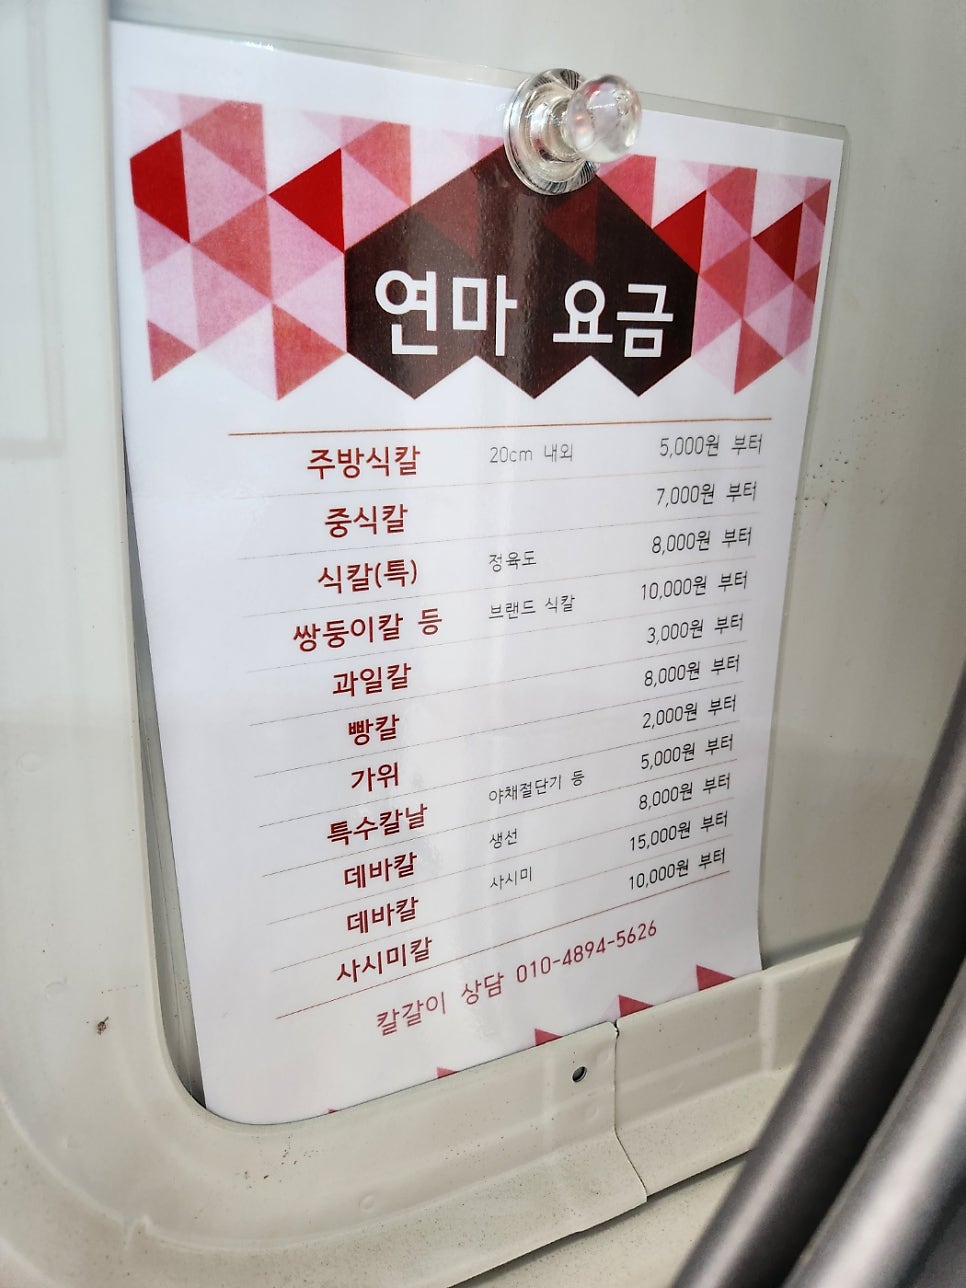 연마 요금
주방식칼 20cm 내외 5,000원 부터
중식칼 7,000원 부터
식칼(특) 정육도 8,000원 부터
쌍둥이칼 등 브랜드 식칼 10,000원 부터
과일칼 3,000원 부터
빵칼 8,000원 부터
가위 2,000원 부터
특수칼날 야채절단기 등 5,000원 부터
데바칼 생선 8,000원 부터
데바칼 사시미 15,000원 부터
사시미칼 10,000원 부터
칼갈이 상담 010-4894-5626